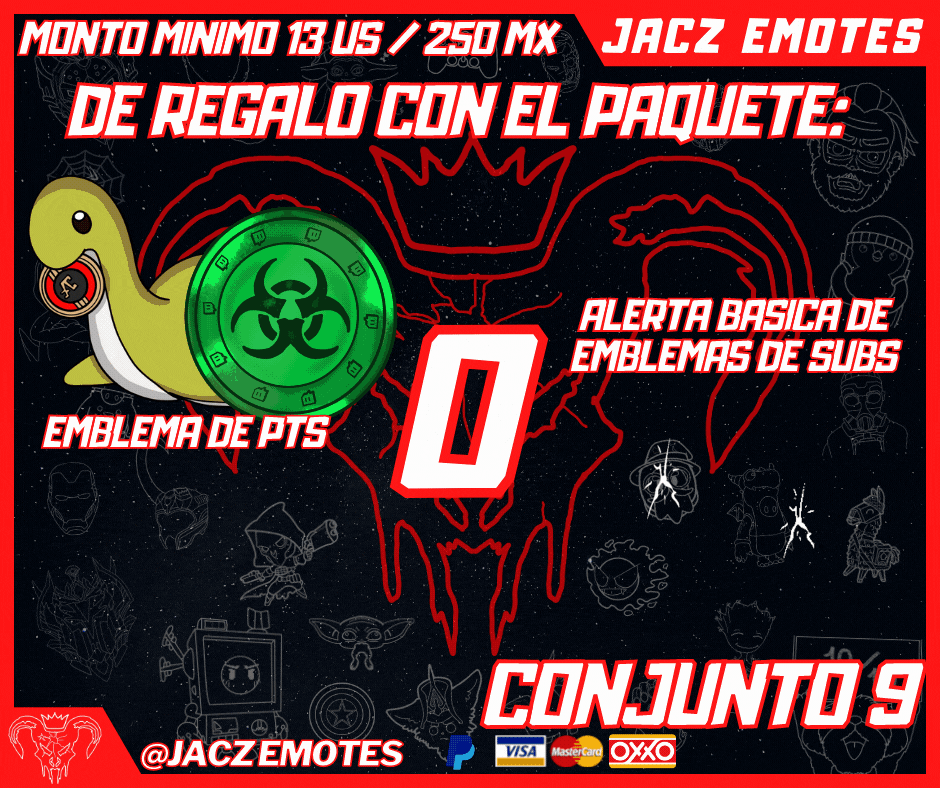 MONTO MINIMO 13 US / 250 MX
JACZ EMOTES
DE REGALO CON EL PAQUETE:
ALERTA BASICA DE
EMBLEMAS DE SUBS
O
EMBLEMA DE PTS
CONJUNTO 9
@JACZEMOTES
PayPal
VISA
MasterCard
OXXO